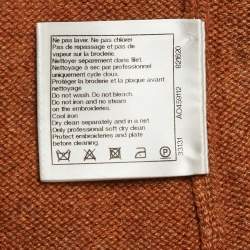 Ne pas laver. Ne pas chlorer
Pas de repassage et pas de
vapeur sur la broderie.
Nettoyer séparement dans filet.
Nettoyage à sec par professionnel
uniquement cycle doux.
Protéger la broderie et la plaque avant
nettoyage
Do not wash. Do not bleach.
Do not iron and no steam
on the embroidery.
Cool iron
Dry clean separately and in a net
Only professional soft dry clean
Protect embroideries and plate
before cleaning.
P
33131